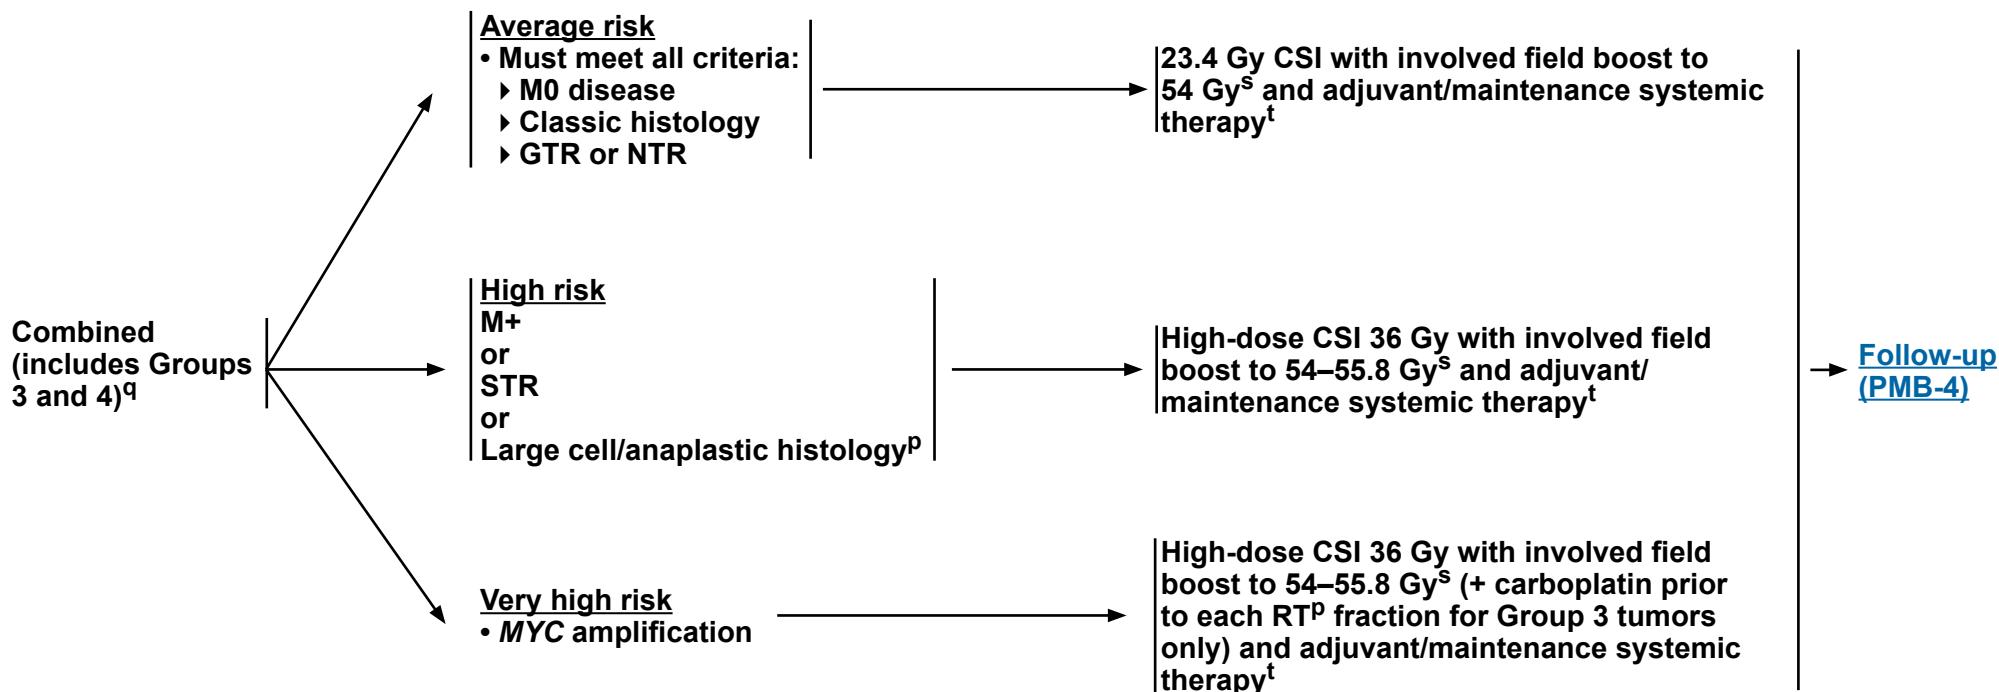 Combined
(includes Groups
3 and 4)q
Average risk
• Must meet all criteria:
▸ M0 disease
▸ Classic histology
▸ GTR or NTR
23.4 Gy CSI with involved field boost to
54 Gys and adjuvant/maintenance systemic
therapyt
High risk
M+
or
STR
or
Large cell/anaplastic histologyp
High-dose CSI 36 Gy with involved field
boost to 54–55.8 Gys and adjuvant/
maintenance systemic therapyt
Very high risk
• MYC amplification
High-dose CSI 36 Gy with involved field
boost to 54–55.8 Gys (+ carboplatin prior
to each RTp fraction for Group 3 tumors
only) and adjuvant/maintenance systemic
therapyt
Follow-up
(PMB-4)